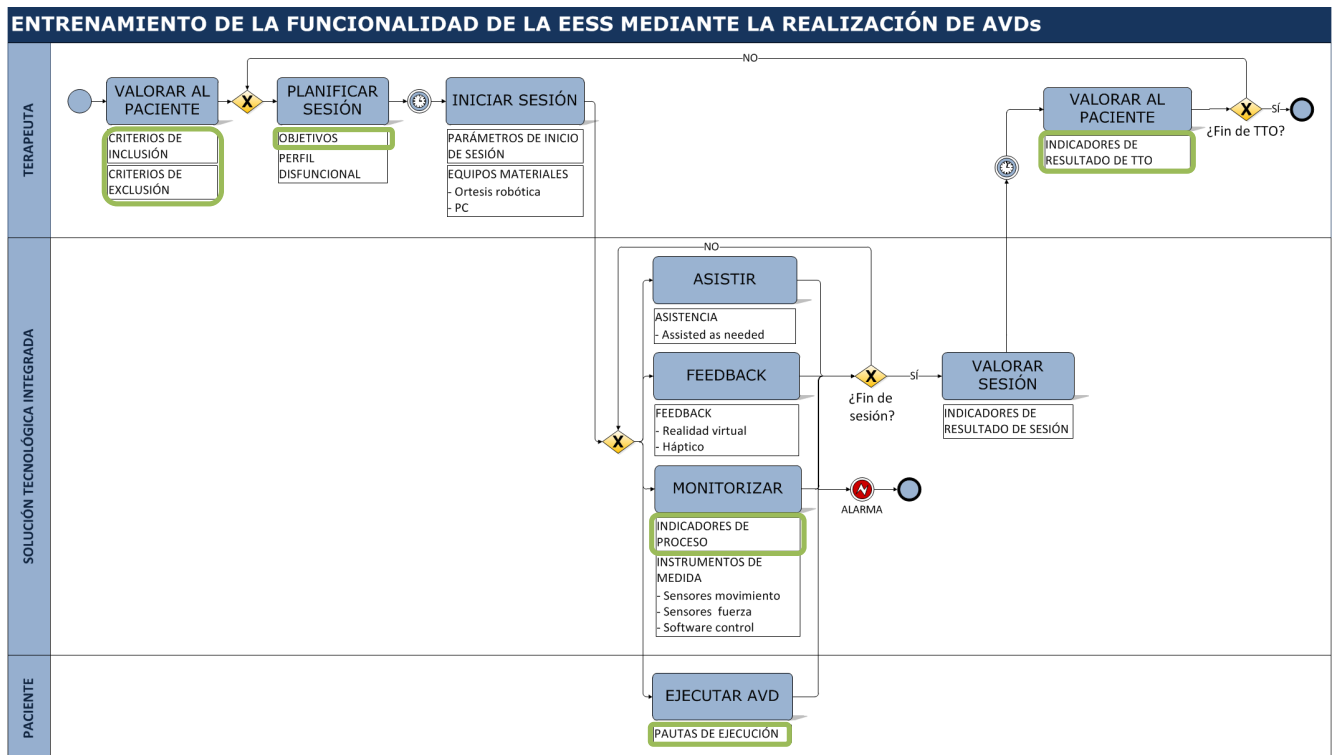 ENTRENAMIENTO DE LA FUNCIONALIDAD DE LA EESS MEDIANTE LA REALIZACIÓN DE AVDs
TERAPEUTA
VALORAR AL
PACIENTE
CRITERIOS DE
INCLUSIÓN
CRITERIOS DE
EXCLUSIÓN
X
PLANIFICAR
SESIÓN
OBJETIVOS
PERFIL
DISFUNCIONAL
INICIAR SESIÓN
PARÁMETROS DE INICIO
DE SESIÓN
EQUIPOS MATERIALES
- Ortesis robótica
- PC
NO
VALORAR AL
PACIENTE
INDICADORES DE
RESULTADO DE TTO
X
SÍ
¿Fin de TTO?
SOLUCIÓN TECNOLÓGICA INTEGRADA
NO
X
ASISTIR
ASISTENCIA
- Assisted as needed
FEEDBACK
FEEDBACK
- Realidad virtual
- Háptico
MONITORIZAR
INDICADORES DE
PROCESO
INSTRUMENTOS DE
MEDIDA
- Sensores movimiento
- Sensores fuerza
- Software control
X
SÍ
¿Fin de
sesión?
ALARMA
VALORAR
SESIÓN
INDICADORES DE
RESULTADO DE SESIÓN
PACIENTE
EJECUTAR AVD
PAUTAS DE EJECUCIÓN